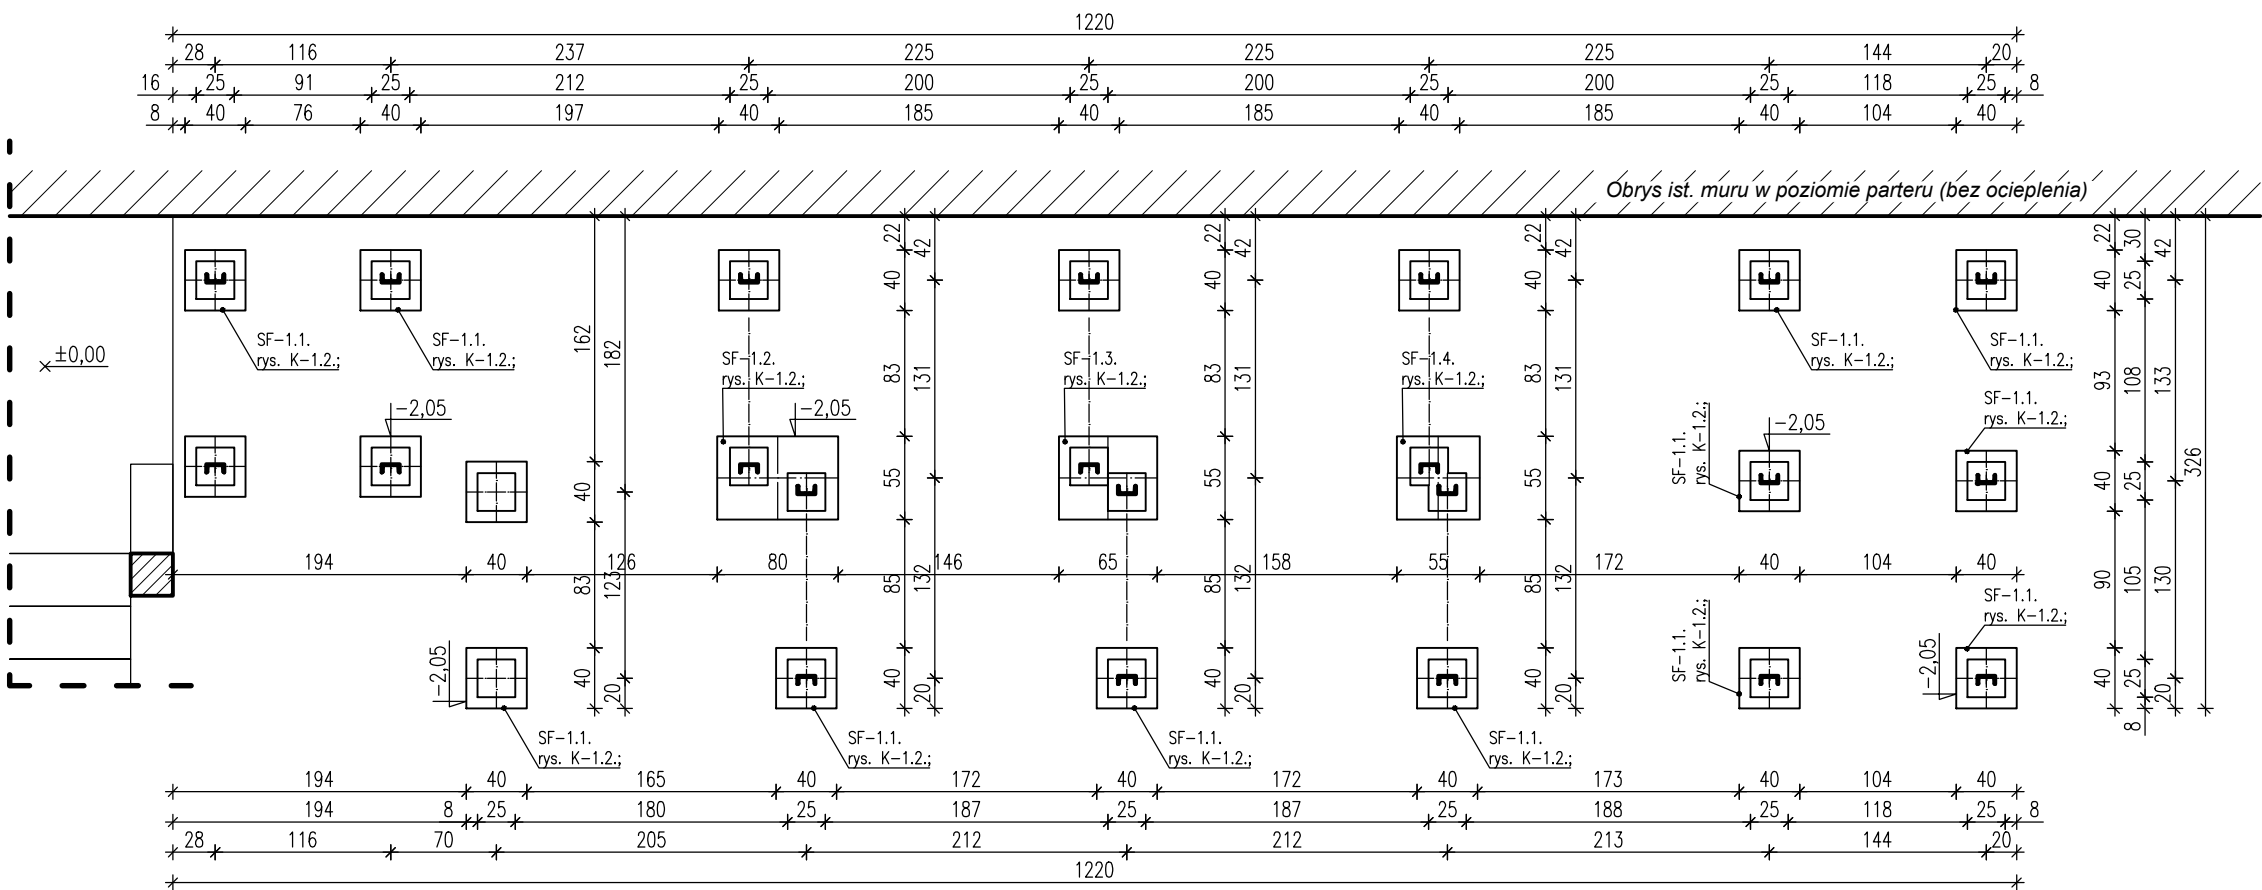 1220
28 116 237 225 225 225 144 20
16 25 91 25 212 25 200 25 200 25 200 25 118 25 8
8 40 76 40 197 40 185 40 185 40 185 40 104 40
Obrys ist. muru w poziomie parteru (bez ocieplenia)
±0,00
SF-1.1.
rys. K-1.2.;
SF-1.1.
rys. K-1.2.;
-2,05
162
40
83
40
182
123
20
SF-1.2.
rys. K-1.2.;
-2,05
22
40
83
55
85
40
42
131
132
20
SF-1.3.
rys. K-1.2.;
22
40
83
55
85
40
42
131
132
20
SF-1.4.
rys. K-1.2.;
22
40
83
55
85
40
42
131
132
20
SF-1.1.
rys. K-1.2.;
SF-1.1.
rys. K-1.2.;
SF-1.1.
rys. K-1.2.;
-2,05
SF-1.1.
rys. K-1.2.;
22
40
93
40
90
40
30
25
108
25
105
25
8
42
133
130
20
326
194 40 126 80 146 65 158 55 172 40 104 40
-2,05
SF-1.1.
rys. K-1.2.;
SF-1.1.
rys. K-1.2.;
-2,05
SF-1.1.
rys. K-1.2.;
SF-1.1.
rys. K-1.2.;
SF-1.1.
rys. K-1.2.;
SF-1.1.
rys. K-1.2.;
194 40 165 40 172 40 172 40 173 40 104 40
194 8 25 180 25 187 25 187 25 188 25 118 25 8
28 116 70 205 212 212 213 144 20
1220